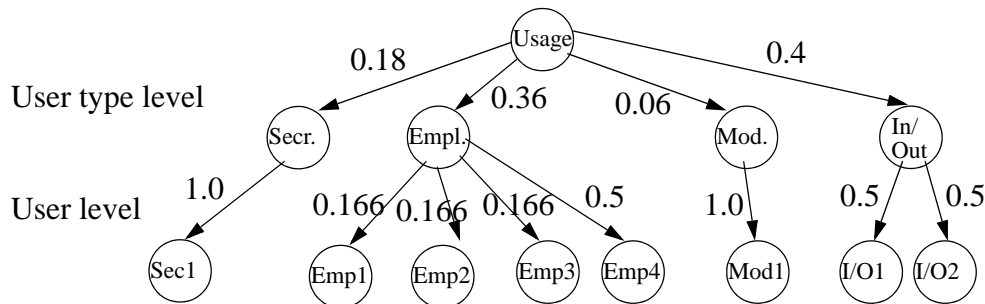 Usage
0.18
0.4
User type level
0.36
0.06
Secr.
Empl.
Mod.
In/
Out
1.0
0.166
0.166
0.166
0.5
1.0
0.5
0.5
User level
Sec1
Emp1
Emp2
Emp3
Emp4
Mod1
I/O1
I/O2